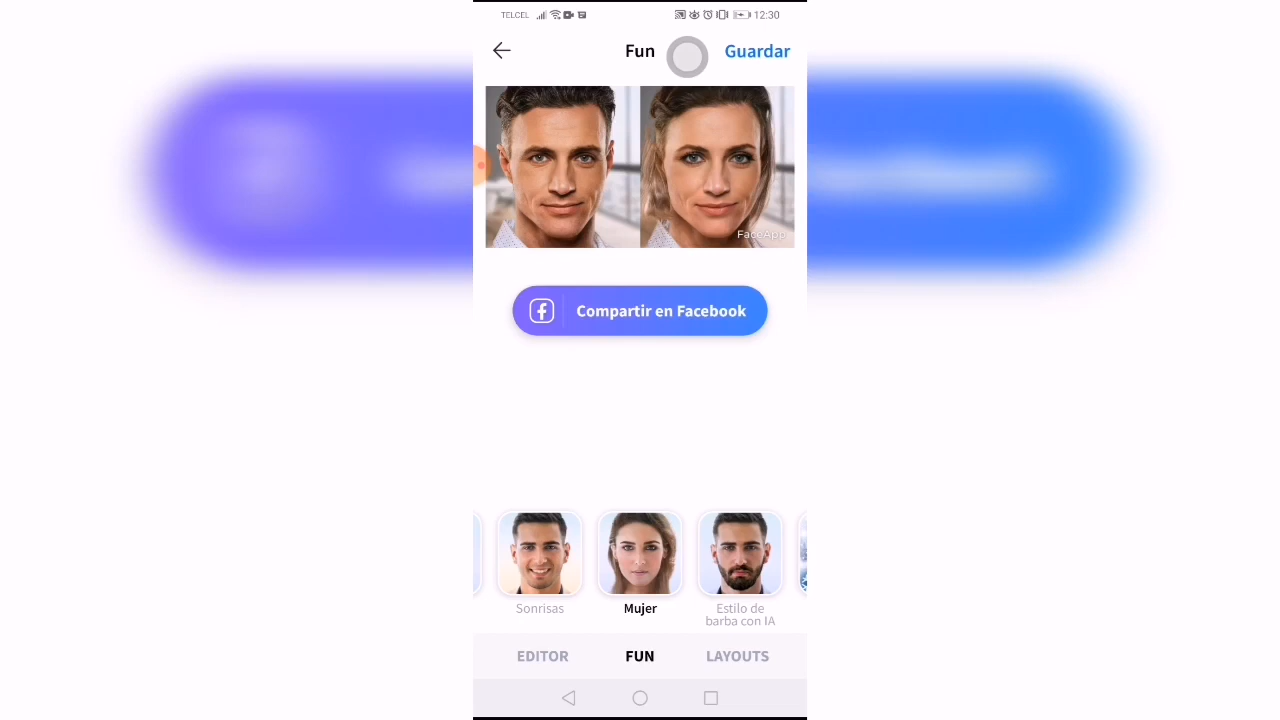 TELCEL 12:30
Fun Guardar
FaceApp
Compartir en Facebook
Sonrisas
Mujer
Estilo de
barba con IA
EDITOR FUN LAYOUTS